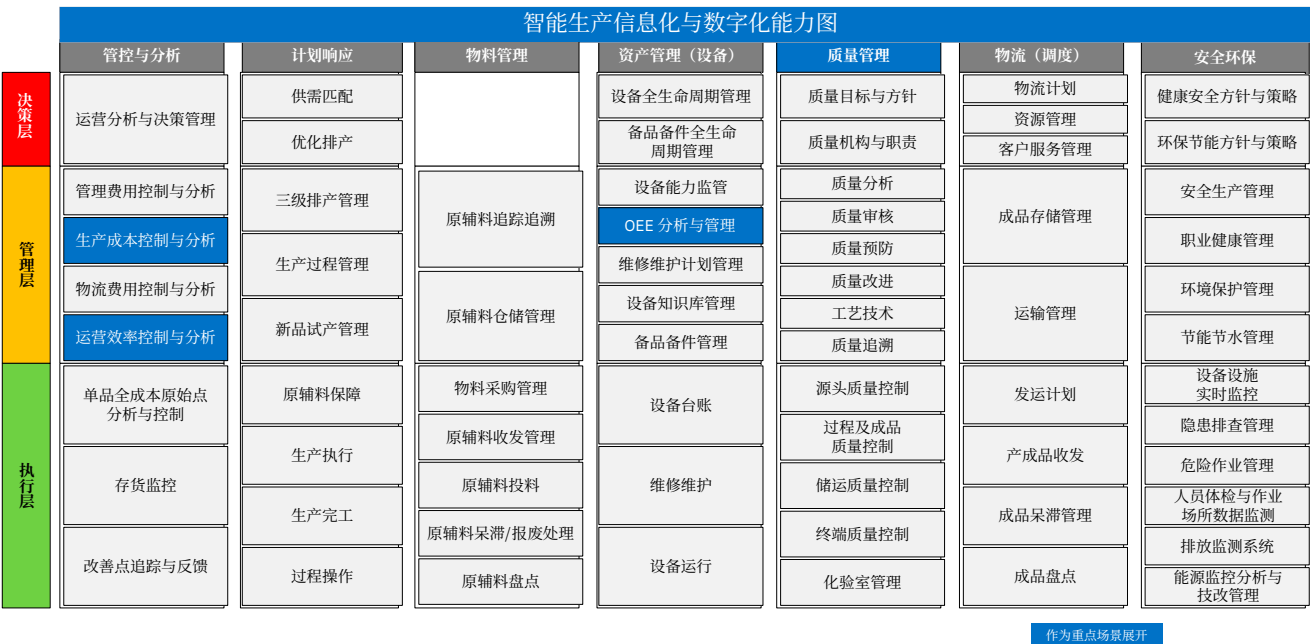 智能生产信息化与数字化能力图
管控与分析
计划响应
物料管理
资产管理（设备）
质量管理
物流（调度）
安全环保
决策层
运营分析与决策管理
供需匹配
优化排产
设备全生命周期管理
备品备件全生命
周期管理
质量目标与方针
质量机构与职责
物流计划
资源管理
客户服务管理
健康安全方针与策略
环保节能方针与策略
管理层
管理费用控制与分析
生产成本控制与分析
物流费用控制与分析
运营效率控制与分析
三级排产管理
生产过程管理
新品试产管理
原辅料追踪追溯
原辅料仓储管理
设备能力监管
OEE 分析与管理
维修维护计划管理
设备知识库管理
备品备件管理
质量分析
质量审核
质量预防
质量改进
工艺技术
质量追溯
成品存储管理
运输管理
安全生产管理
职业健康管理
环境保护管理
节能节水管理
执行层
单品全成本原始点
分析与控制
存货监控
改善点追踪与反馈
原辅料保障
生产执行
生产完工
过程操作
物料采购管理
原辅料收发管理
原辅料投料
原辅料呆滞/报废处理
原辅料盘点
设备台账
维修维护
设备运行
源头质量控制
过程及成品
质量控制
储运质量控制
终端质量控制
化验室管理
发运计划
产成品收发
成品呆滞管理
成品盘点
设备设施
实时监控
隐患排查管理
危险作业管理
人员体检与作业
场所数据监测
排放监测系统
能源监控分析与
技改管理
作为重点场景展开